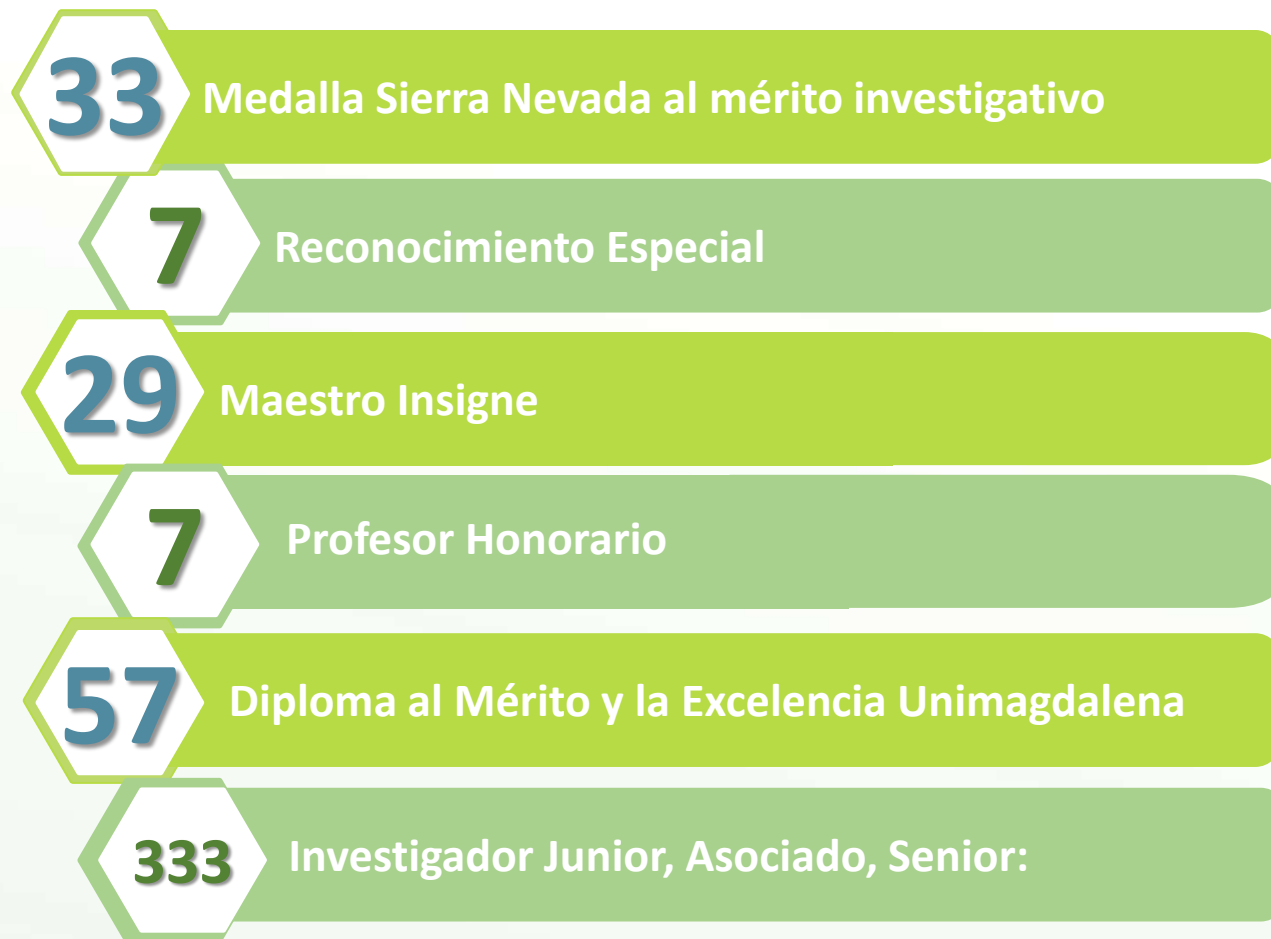 33 Medalla Sierra Nevada al mérito investigativo
7 Reconocimiento Especial
29 Maestro Insigne
7 Profesor Honorario
57 Diploma al Mérito y la Excelencia Unimagdalena
333 Investigador Junior, Asociado, Senior: